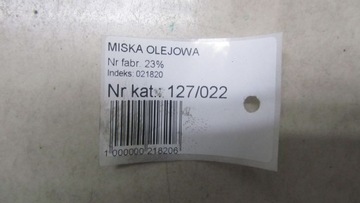 MISKA OLEJOWA
Nr fabr. 23%
Indeks: 021820
Nr kat.: 127/022
1 000000 218206